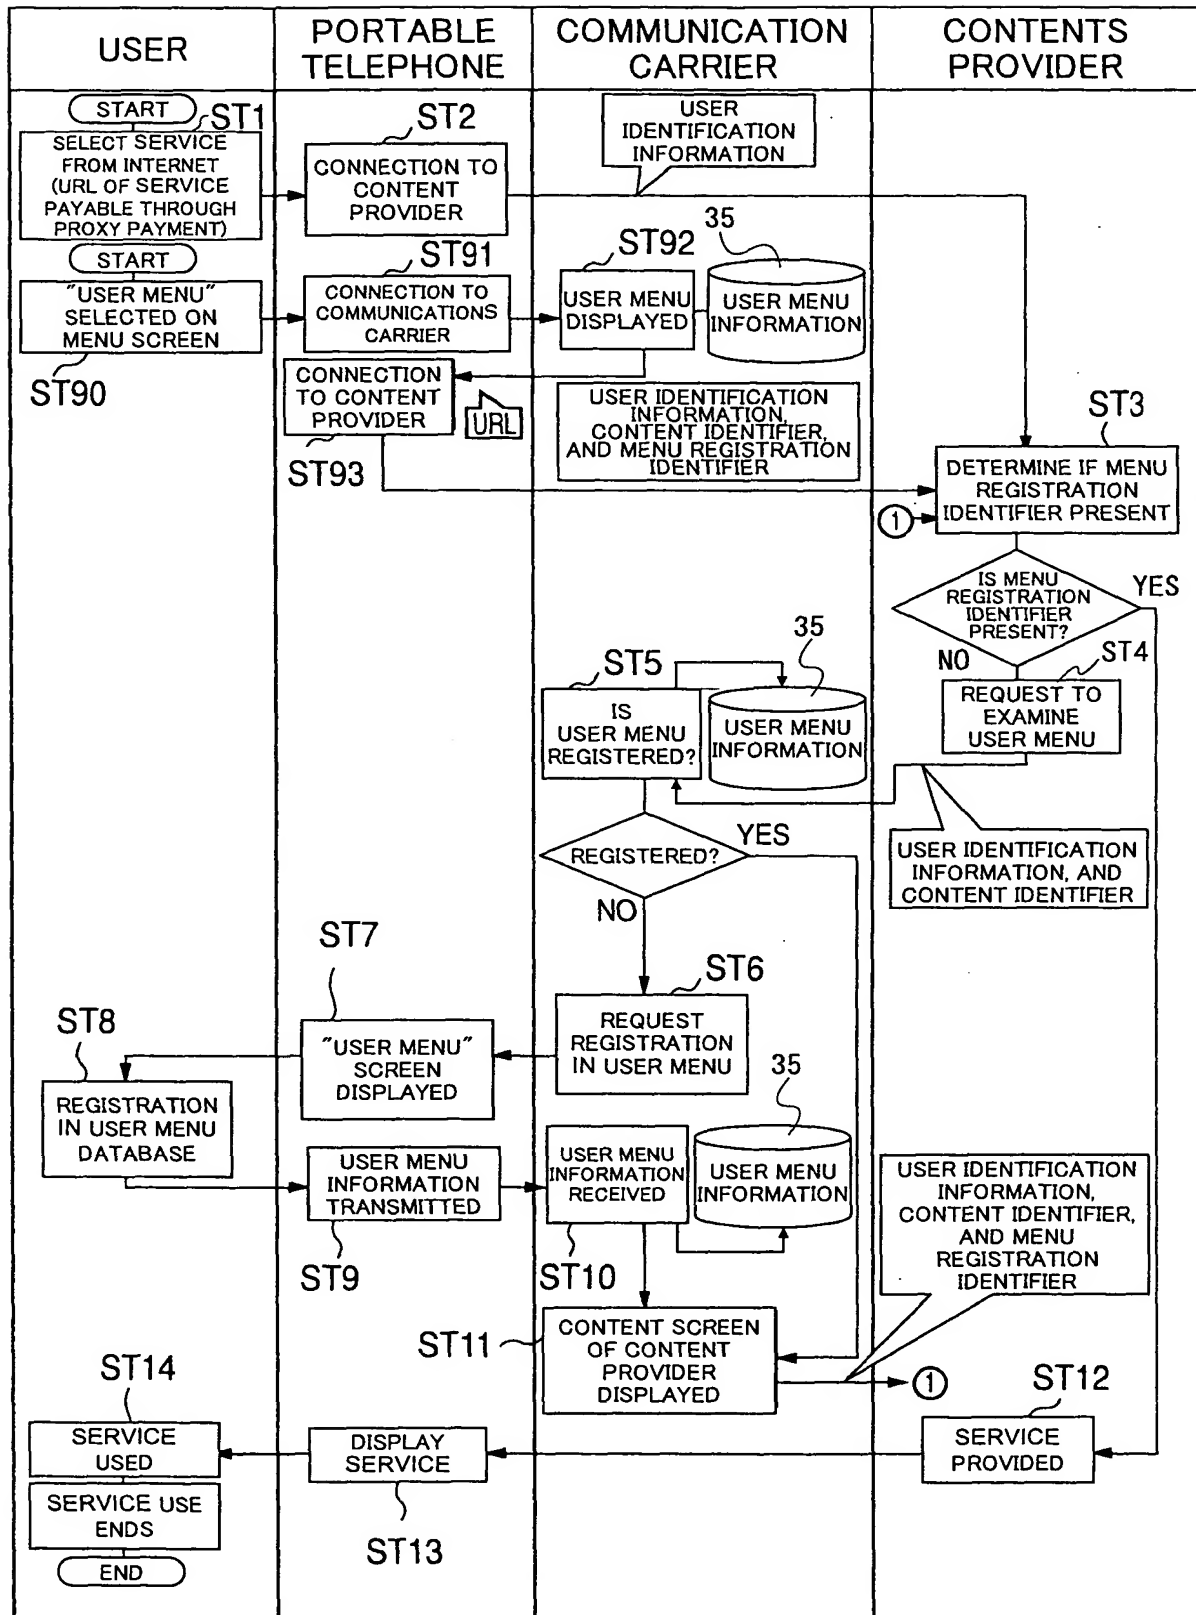 USER
PORTABLE
TELEPHONE
COMMUNICATION
CARRIER
CONTENTS
PROVIDER
START
ST1
SELECT SERVICE
FROM INTERNET
(URL OF SERVICE
PAYABLE THROUGH
PROXY PAYMENT)
ST2
CONNECTION TO
CONTENT
PROVIDER
USER
IDENTIFICATION
INFORMATION
START
"USER MENU"
SELECTED ON
MENU SCREEN
ST90
ST91
CONNECTION TO
COMMUNICATIONS
CARRIER
ST92
USER MENU
DISPLAYED
35
USER MENU
INFORMATION
CONNECTION
TO CONTENT
PROVIDER
URL
ST93
USER IDENTIFICATION
INFORMATION,
CONTENT IDENTIFIER,
AND MENU REGISTRATION
IDENTIFIER
ST3
DETERMINE IF MENU
REGISTRATION
IDENTIFIER PRESENT
1
IS MENU
REGISTRATION
IDENTIFIER
PRESENT?
YES
NO
ST4
REQUEST TO
EXAMINE
USER MENU
ST5
IS
USER MENU
REGISTERED?
35
USER MENU
INFORMATION
USER IDENTIFICATION
INFORMATION, AND
CONTENT IDENTIFIER
REGISTERED?
YES
NO
ST6
REQUEST
REGISTRATION
IN USER MENU
ST7
"USER MENU"
SCREEN
DISPLAYED
ST8
REGISTRATION
IN USER MENU
DATABASE
USER MENU
INFORMATION
TRANSMITTED
ST9
USER MENU
INFORMATION
RECEIVED
ST10
35
USER MENU
INFORMATION
USER IDENTIFICATION
INFORMATION,
CONTENT IDENTIFIER,
AND MENU
REGISTRATION
IDENTIFIER
ST11
CONTENT SCREEN
OF CONTENT
PROVIDER
DISPLAYED
1
ST12
SERVICE
PROVIDED
DISPLAY
SERVICE
ST13
ST14
SERVICE
USED
SERVICE USE
ENDS
END